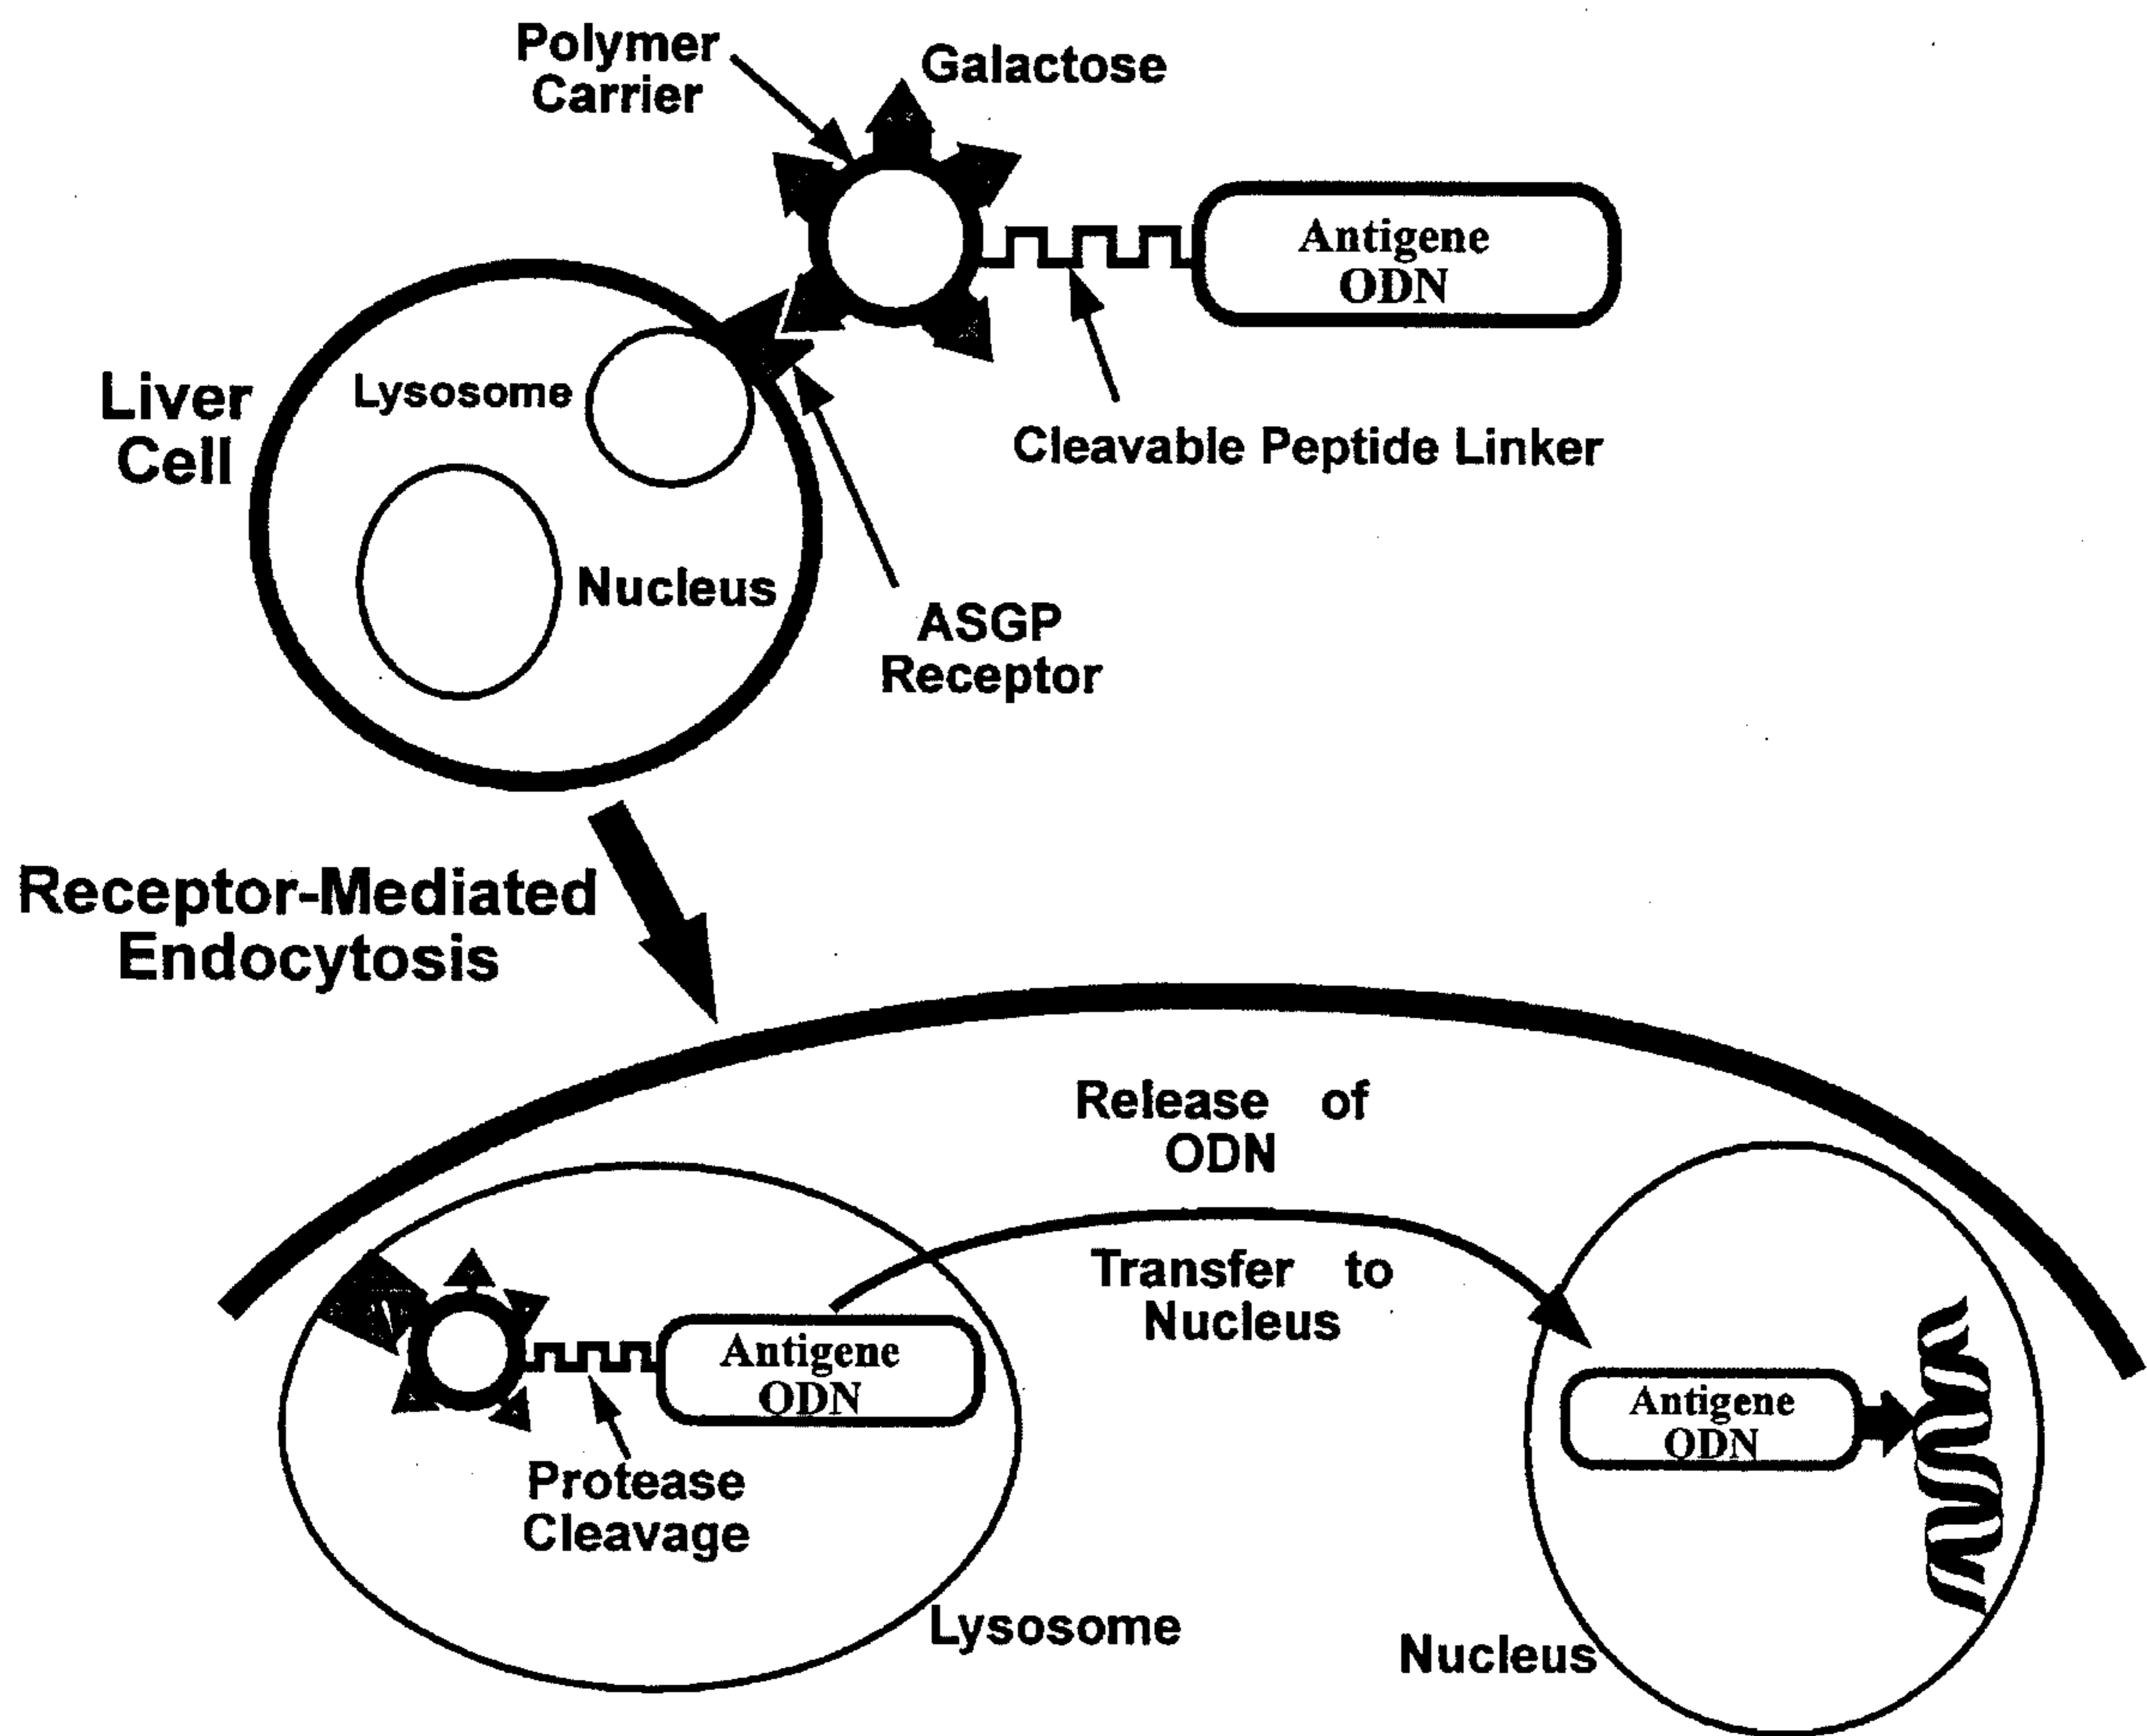 Polymer
Carrier
Galactose
Antigene
ODN
Liver
Cell
Lysosome
Cleavable Peptide Linker
Nucleus
ASGP
Receptor
Receptor-Mediated
Endocytosis
Release of
ODN
Transfer to
Nucleus
Antigene
ODN
Antigene
ODN
Protease
Cleavage
Lysosome
Nucleus